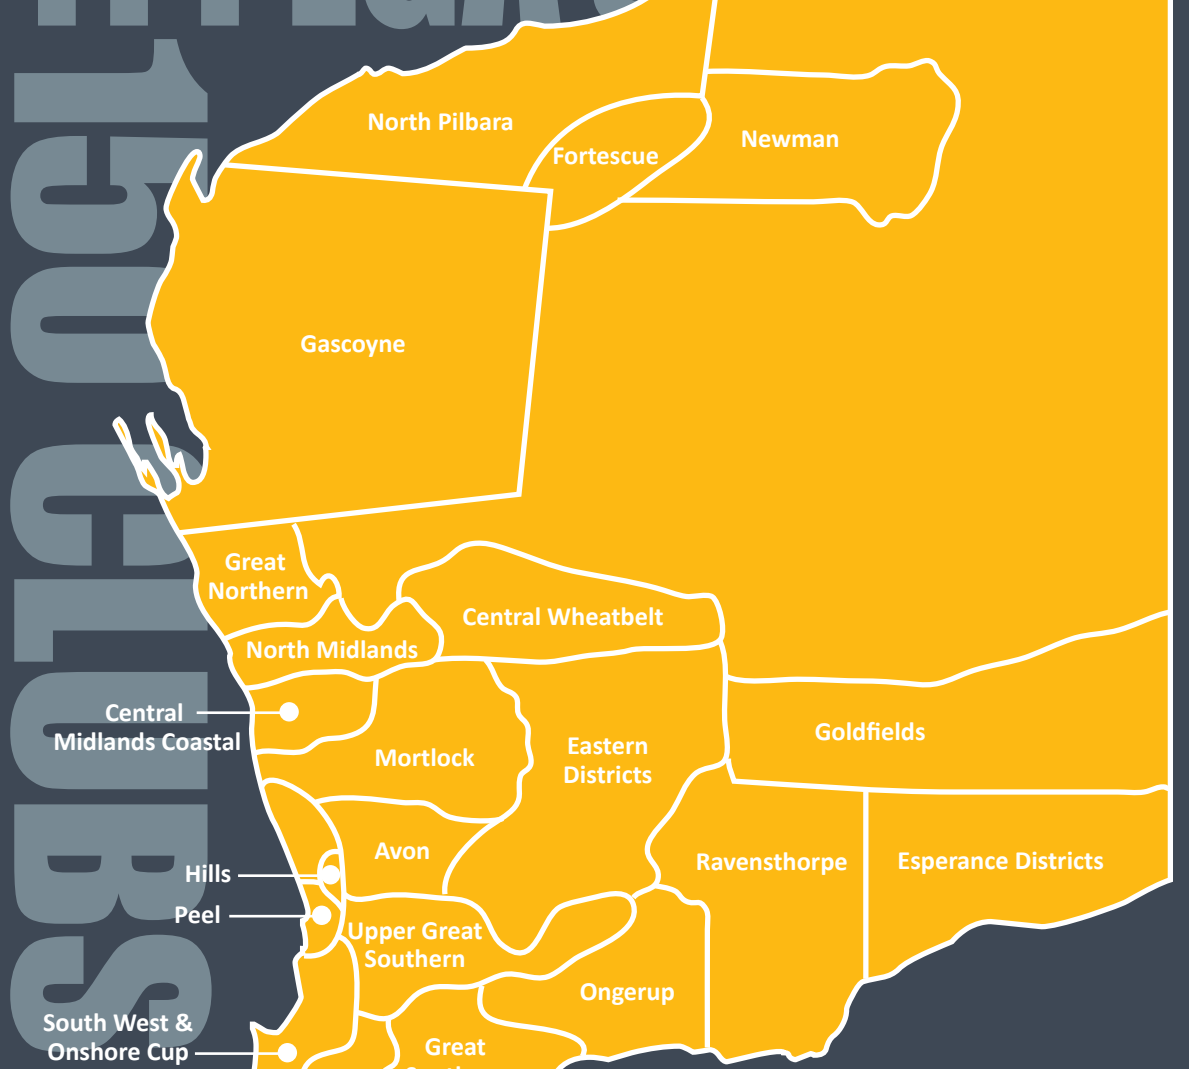 150 CLUBS
North Pilbara
Fortescue
Newman
Gascoyne
Great
Northern
Central Wheatbelt
North Midlands
Central
Midlands Coastal
Goldfields
Mortlock
Eastern
Districts
Avon
Ravensthorpe
Esperance Districts
Hills
Peel
Upper Great
Southern
Ongerup
South West &
Onshore Cup
Great